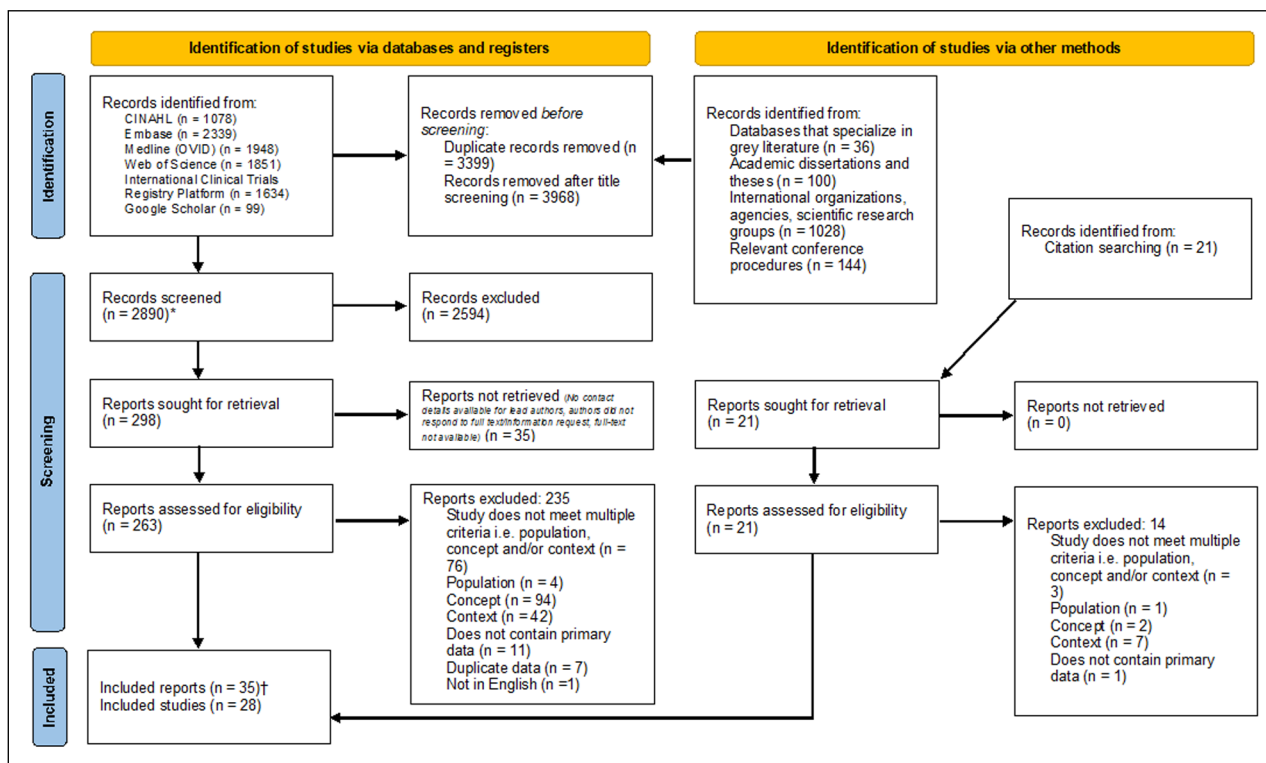 Identification of studies via databases and registers
Identification of studies via other methods
Identification
Records identified from:
CINAHL (n = 1078)
Embase (n = 2339)
Medline (OVID) (n = 1948)
Web of Science (n = 1851)
International Clinical Trials
Registry Platform (n = 1634)
Google Scholar (n = 99)
Records removed before
screening:
Duplicate records removed (n
= 3399)
Records removed after title
screening (n = 3968)
Records identified from:
Databases that specialize in
grey literature (n = 36)
Academic dissertations and
theses (n = 100)
International organizations,
agencies, scientific research
groups (n = 1028)
Relevant conference
procedures (n = 144)
Records identified from:
Citation searching (n = 21)
Screening
Records screened
(n = 2890)*
Records excluded
(n = 2594)
Reports sought for retrieval
(n = 298)
Reports not retrieved (No contact
details available for lead authors, authors did not
respond to full text/information request, full-text
not available) (n = 35)
Reports sought for retrieval
(n = 21)
Reports not retrieved
(n = 0)
Reports assessed for eligibility
(n = 263)
Reports excluded: 235
Study does not meet multiple
criteria i.e. population,
concept and/or context (n =
76)
Population (n = 4)
Concept (n = 94)
Context (n = 42)
Does not contain primary
data (n = 11)
Duplicate data (n = 7)
Not in English (n =1)
Reports assessed for eligibility
(n = 21)
Reports excluded: 14
Study does not meet multiple
criteria i.e. population,
concept and/or context (n =
3)
Population (n = 1)
Concept (n = 2)
Context (n = 7)
Does not contain primary
data (n = 1)
Included
Included reports (n = 35)†
Included studies (n = 28)